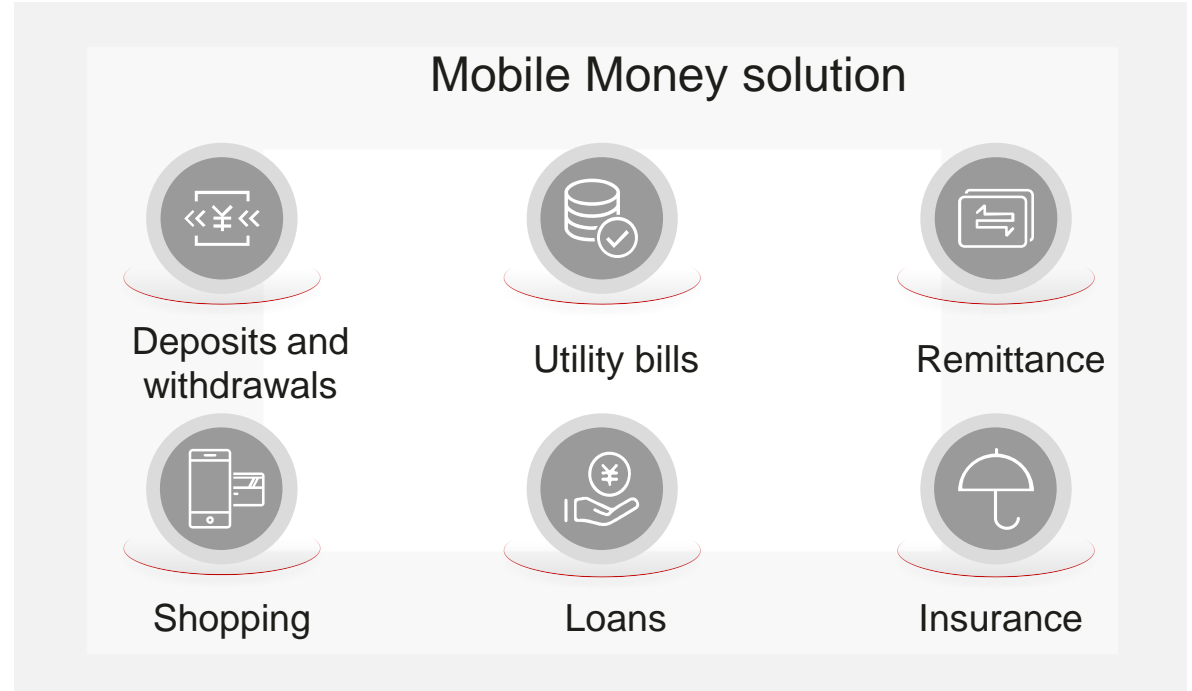 Mobile Money solution
Deposits and
withdrawals
Utility bills
Remittance
Shopping
Loans
Insurance